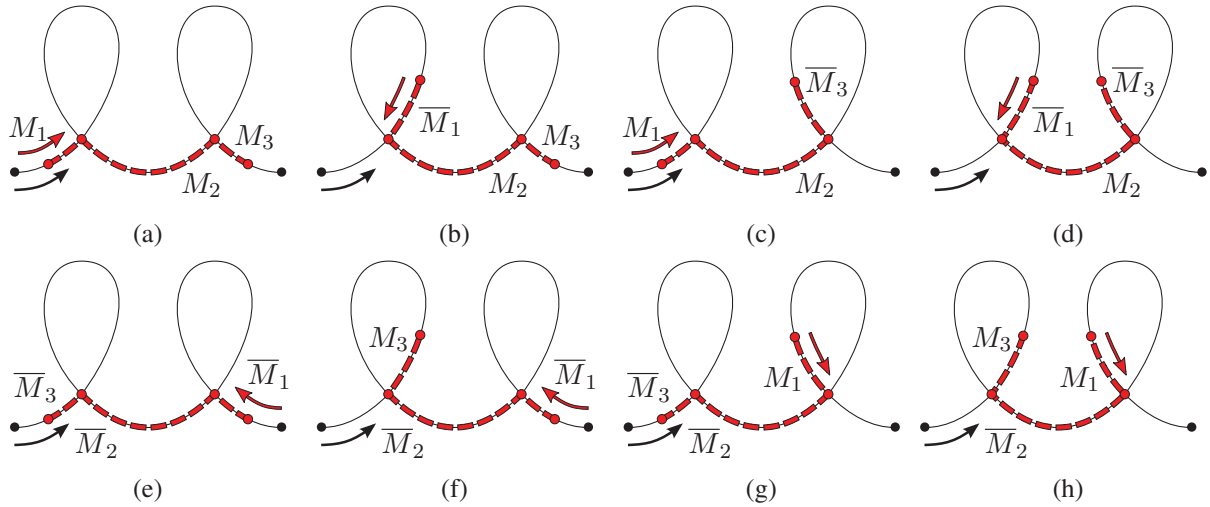 M̅₃ M̅₃
M₁ M̅₁ M₃ M₁ M̅₁
M₃
M₂ M₂ M₂ M₂
(a) (b) (c) (d)
M̅₃ M₃ M̅₁ M̅₁ M̅₃ M₁ M₃ M₁
M̅₂ M̅₂ M̅₂ M̅₂
(e) (f) (g) (h)